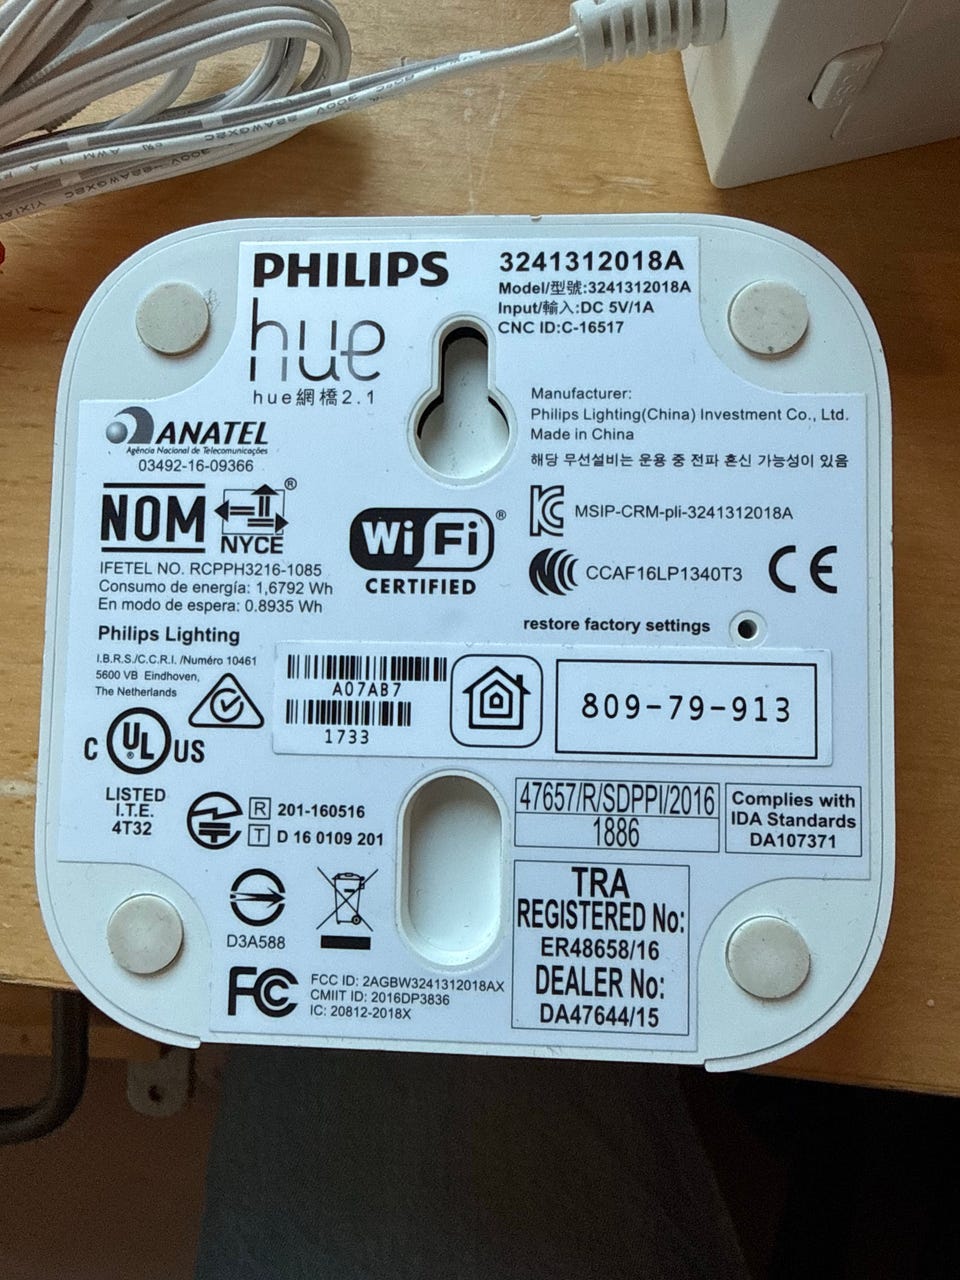 PHILIPS
hue
hue網橋2.1
3241312018A
Model/型號:3241312018A
Input/輸入:DC 5V/1A
CNC ID:C-16517
Manufacturer:
Philips Lighting(China) Investment Co., Ltd.
Made in China
해당 무선설비는 운용 중 전파 혼신 가능성이 있음
ANATEL
Agência Nacional de Telecomunicações
03492-16-09366
NOM
®
NYCE
IFETEL NO. RCPPH3216-1085
Consumo de energía: 1,6792 Wh
En modo de espera: 0.8935 Wh
WiFi®
CERTIFIED
MSIP-CRM-pli-3241312018A
CCAF16LP1340T3
CE
restore factory settings
Philips Lighting
I.B.R.S./C.C.R.I. /Numéro 10461
5600 VB Eindhoven,
The Netherlands
A07AB7
1733
809-79-913
C UL® US
LISTED
I.T.E.
4T32
R 201-160516
T D 16 0109 201
47657/R/SDPPI/2016
1886
Complies with
IDA Standards
DA107371
D3A588
TRA
REGISTERED No:
ER48658/16
DEALER No:
DA47644/15
FCC
FCC ID: 2AGBW3241312018AX
CMIIT ID: 2016DP3836
IC: 20812-2018X